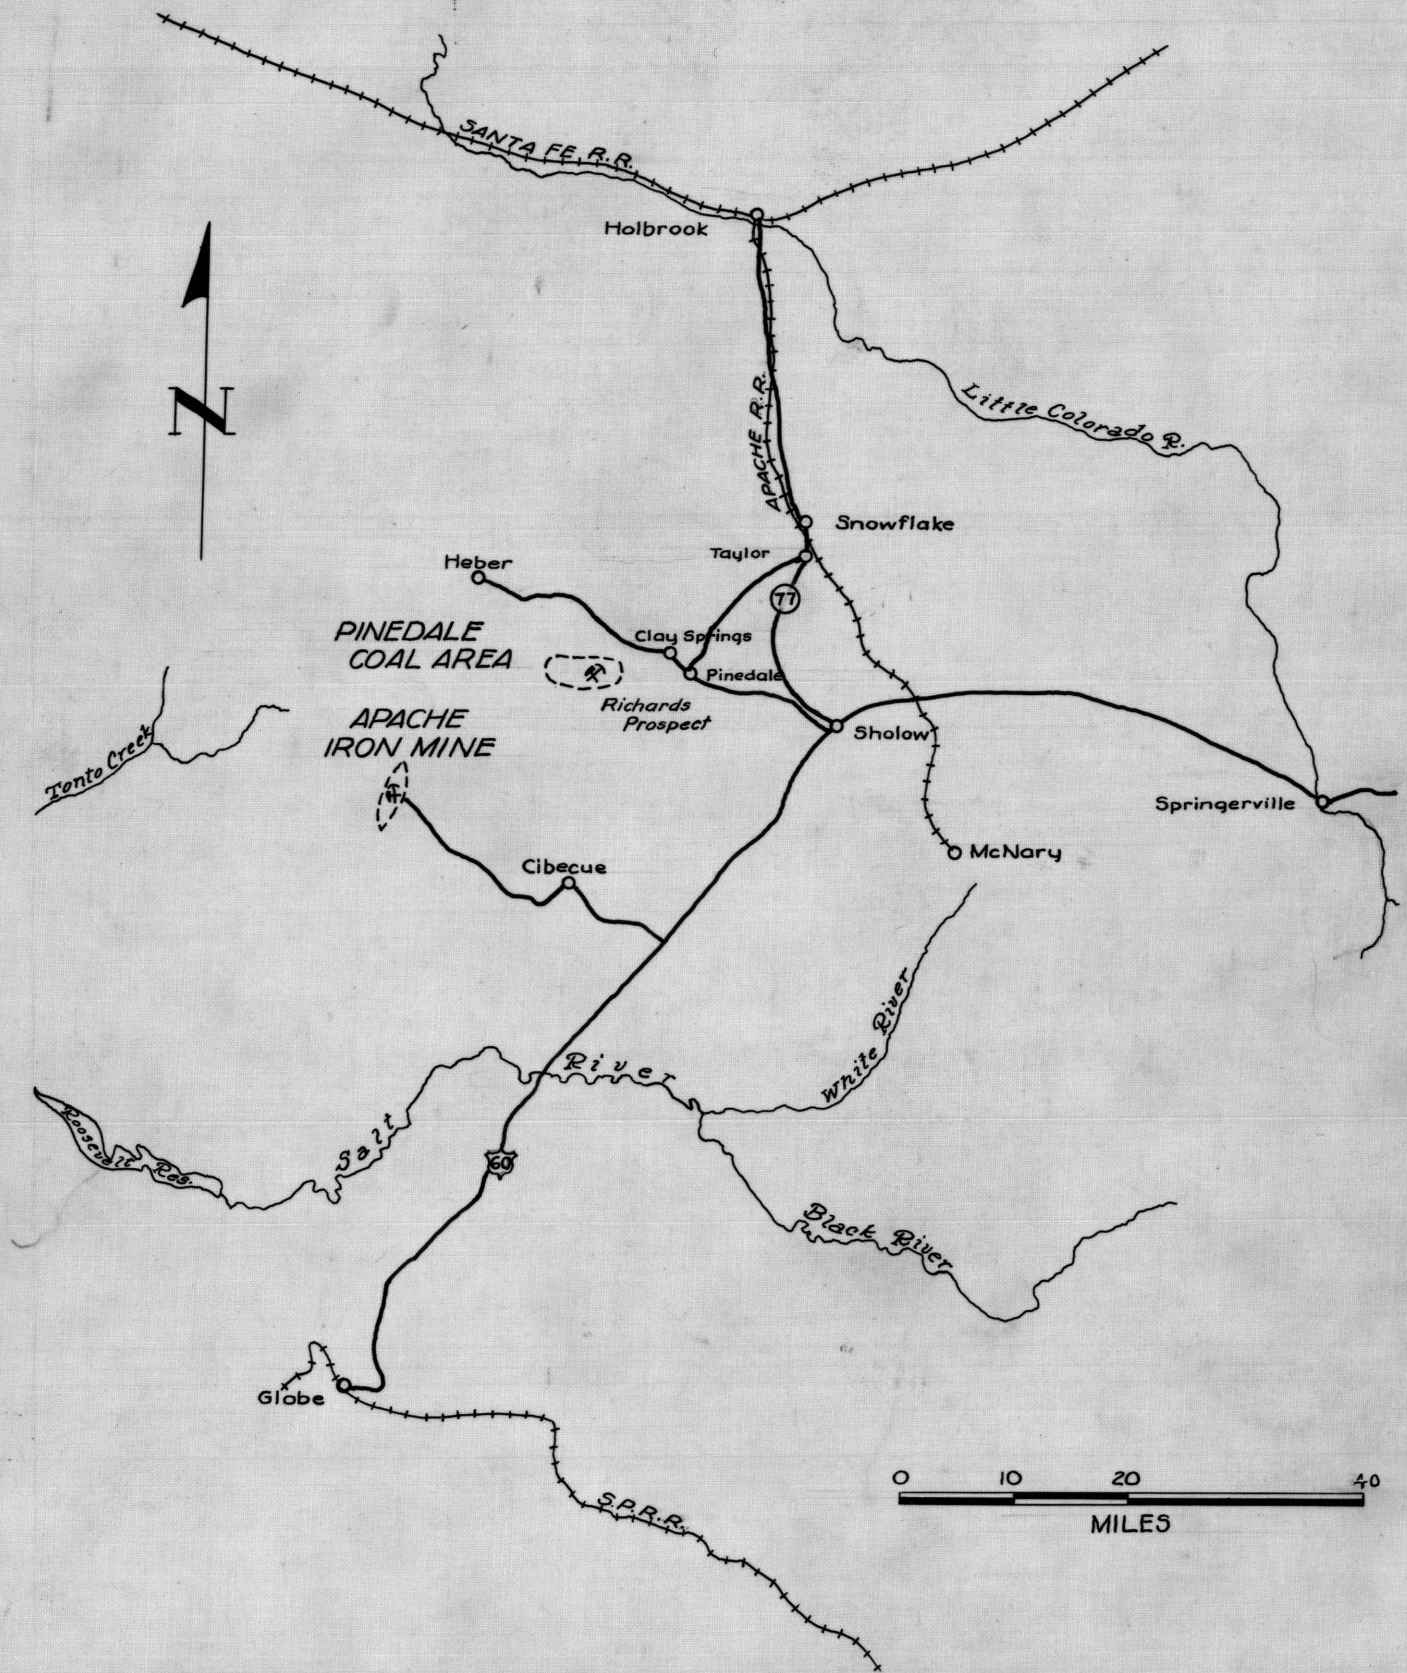 SANTA FE R.R.
Holbrook
N
Little Colorado R.
APACHE R.R.
Snowflake
Taylor
Heber
77
PINEDALE
COAL AREA
Clay Springs
Pinedale
Richards
Prospect
APACHE
IRON MINE
Sholow
Tonto Creek
Springerville
McNary
Cibecue
White River
Salt River
Roosevelt Res.
60
Black River
Globe
S.P.R.R.
0 10 20 40
MILES